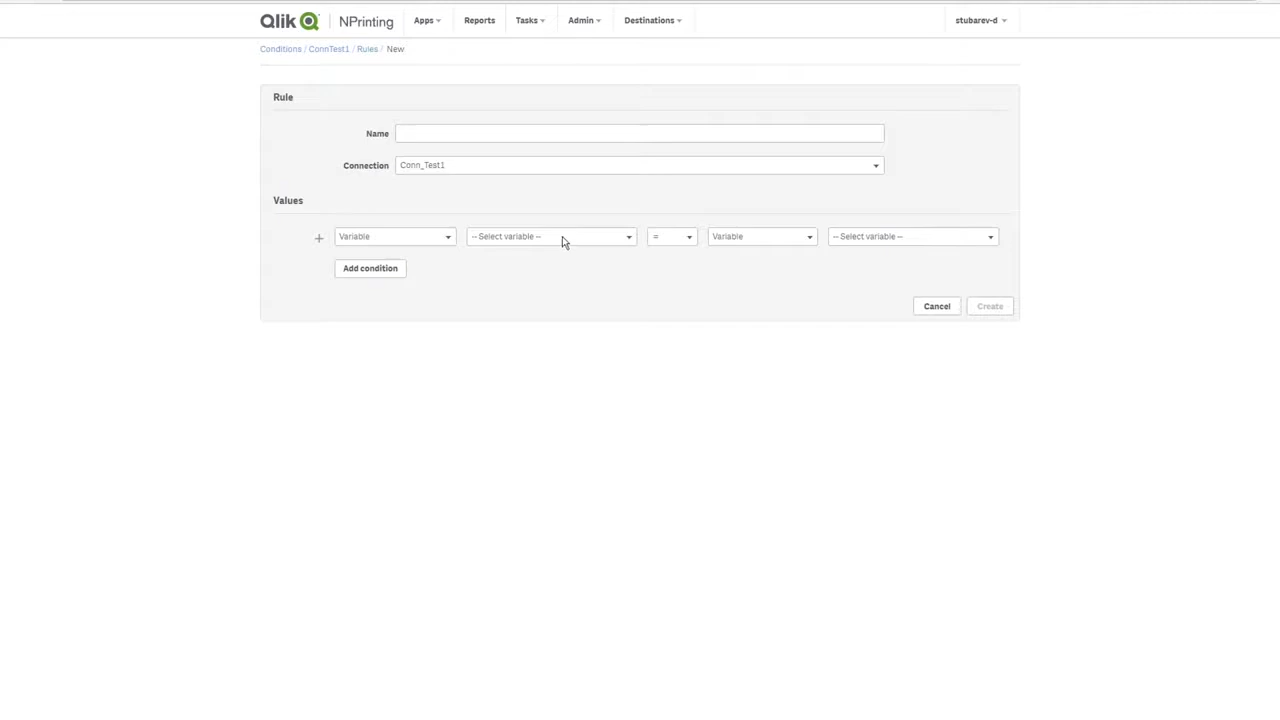 Qlik Q NPrinting Apps Reports Tasks Admin Destinations stubarev-d
Conditions / ConnTest1 / Rules / New
Rule
Name
Connection Conn_Test1
Values
+ Variable -- Select variable -- = Variable -- Select variable --
Add condition
Cancel Create